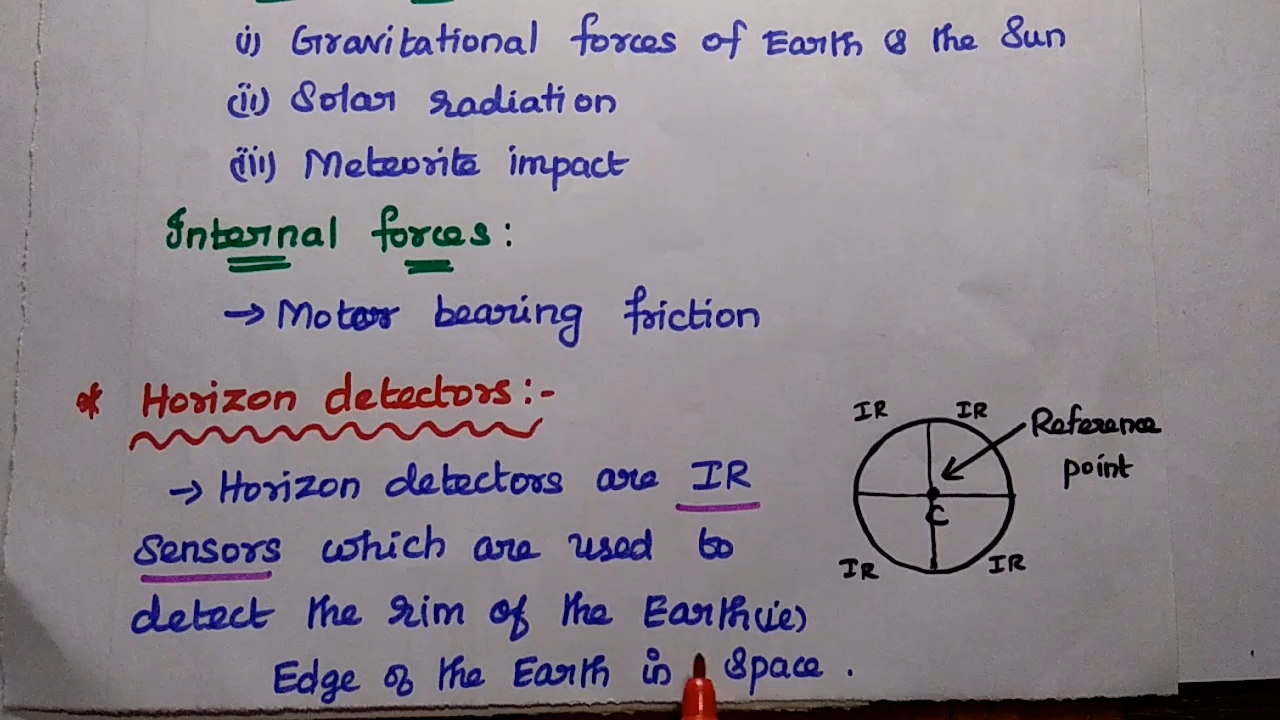 i) Gravitational forces of Earth & the Sun
(ii) Solar radiation
(iii) Meteorite impact
Internal forces:
→ Motor bearing friction
* Horizon detectors:-
→ Horizon detectors are IR
sensors which are used to
detect the rim of the Earth (ie)
Edge of the Earth in space.
IR IR
Reference
point
C
IR IR